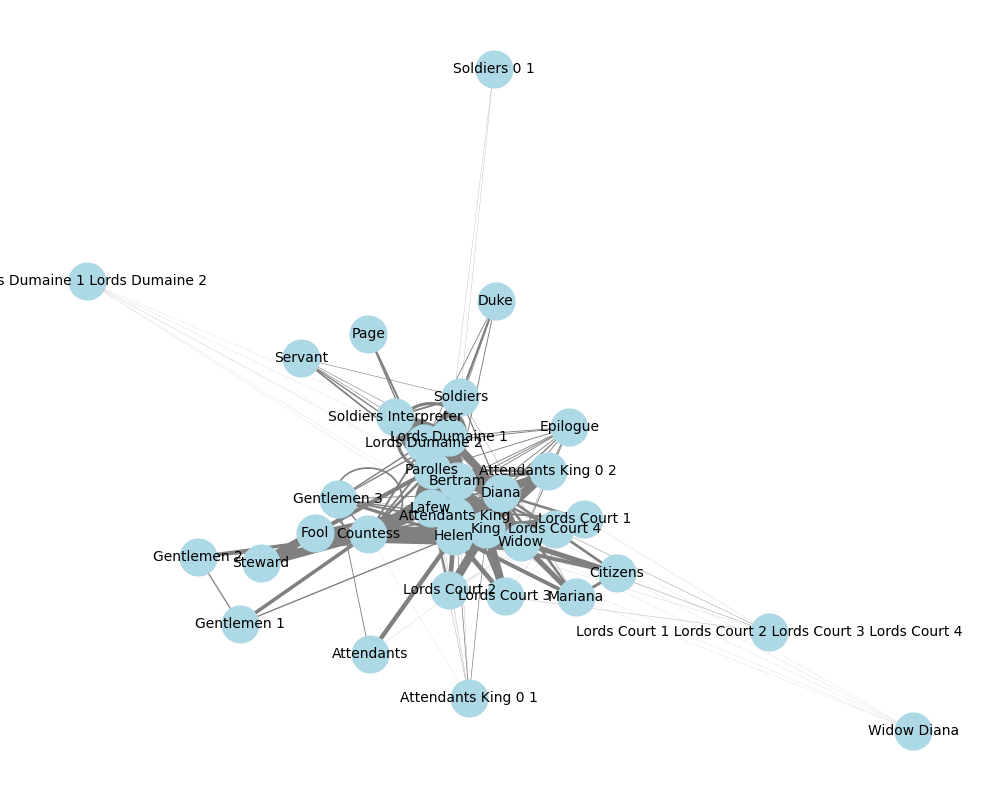 Soldiers 0 1
s Dumaine 1 Lords Dumaine 2
Duke
Page
Servant
Soldiers
Soldiers Interpreter
Epilogue
Lords Dumaine 1
Lords Dumaine 2
Parolles
Attendants King 0 2
Bertram
Diana
Gentlemen 3
Lafew
Attendants King
Lords Court 1
King
Lords Court 4
Fool
Countess
Helen
Widow
Gentlemen 2
Steward
Citizens
Lords Court 2
Lords Court 3
Mariana
Gentlemen 1
Lords Court 1 Lords Court 2 Lords Court 3 Lords Court 4
Attendants
Attendants King 0 1
Widow Diana